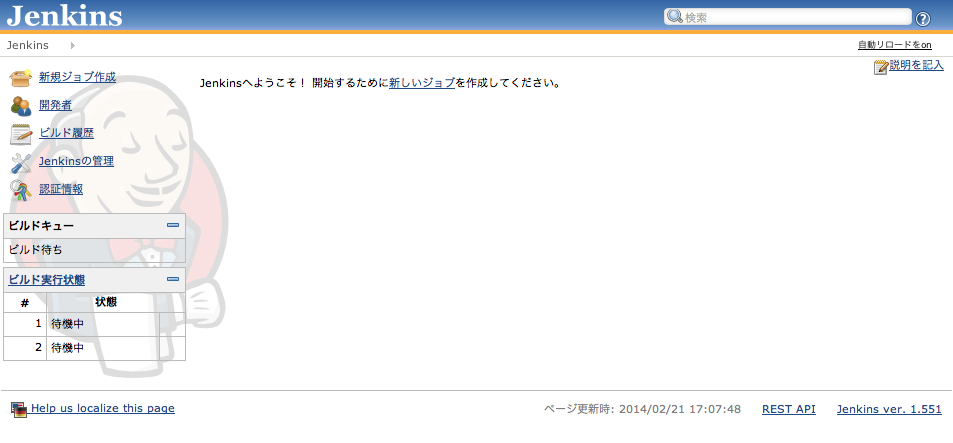 Jenkins
検索
Jenkins
自動リロードをon
説明を記入
新規ジョブ作成
開発者
ビルド履歴
Jenkinsの管理
認証情報
Jenkinsへようこそ！ 開始するために新しいジョブを作成してください。
ビルドキュー
ビルド待ち
ビルド実行状態
# 状態
1 待機中
2 待機中
Help us localize this page
ページ更新時: 2014/02/21 17:07:48 REST API Jenkins ver. 1.551